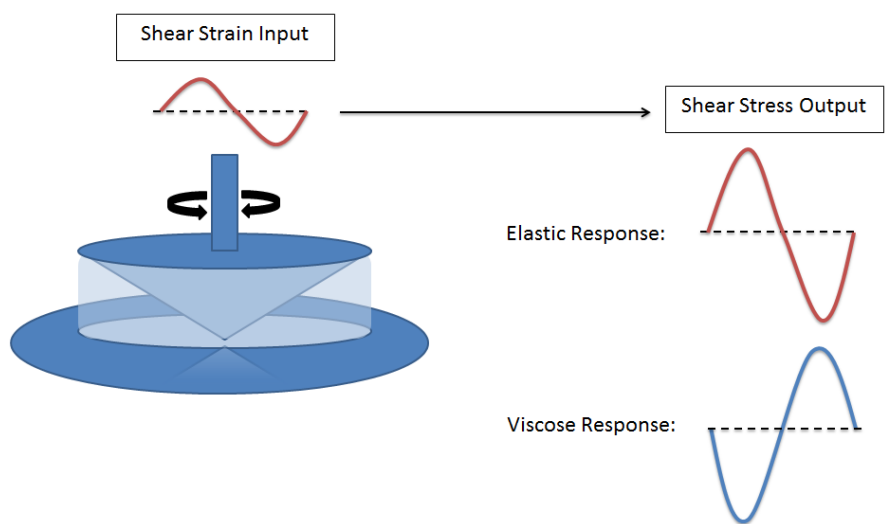 Shear Strain Input
Shear Stress Output
Elastic Response:
Viscose Response: